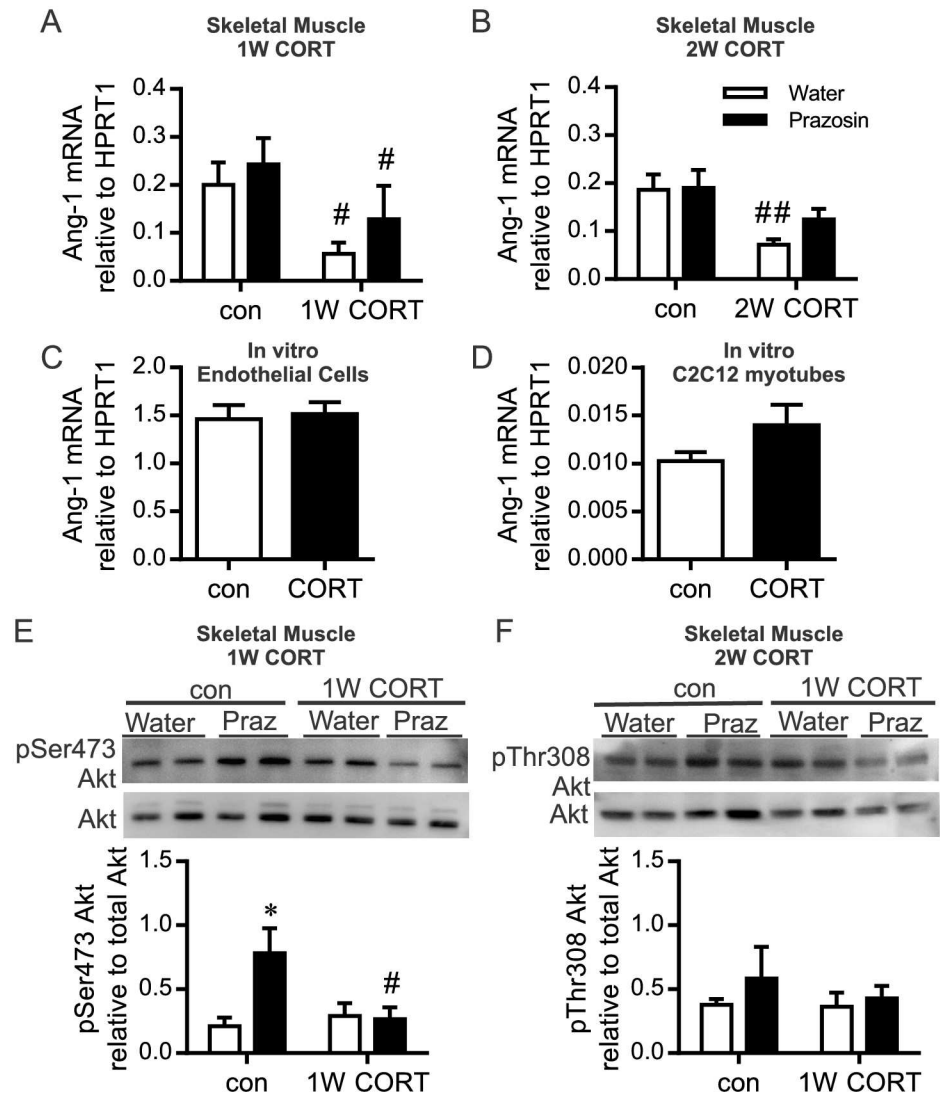 A
Skeletal Muscle
1W CORT
Ang-1 mRNA
relative to HPRT1
0.4
0.3
0.2
0.1
0.0
#
#
con
1W CORT
B
Skeletal Muscle
2W CORT
Water
Prazosin
Ang-1 mRNA
relative to HPRT1
0.4
0.3
0.2
0.1
0.0
##
con
2W CORT
C
In vitro
Endothelial Cells
Ang-1 mRNA
relative to HPRT1
2.0
1.5
1.0
0.5
0.0
con
CORT
D
In vitro
C2C12 myotubes
Ang-1 mRNA
relative to HPRT1
0.020
0.015
0.010
0.005
0.000
con
CORT
E
Skeletal Muscle
1W CORT
con
1W CORT
Water Praz Water Praz
pSer473
Akt
Akt
pSer473 Akt
relative to total Akt
1.5
1.0
0.5
0.0
*
#
con
1W CORT
F
Skeletal Muscle
2W CORT
con
1W CORT
Water Praz Water Praz
pThr308
Akt
Akt
pThr308 Akt
relative to total Akt
1.5
1.0
0.5
0.0
con
1W CORT